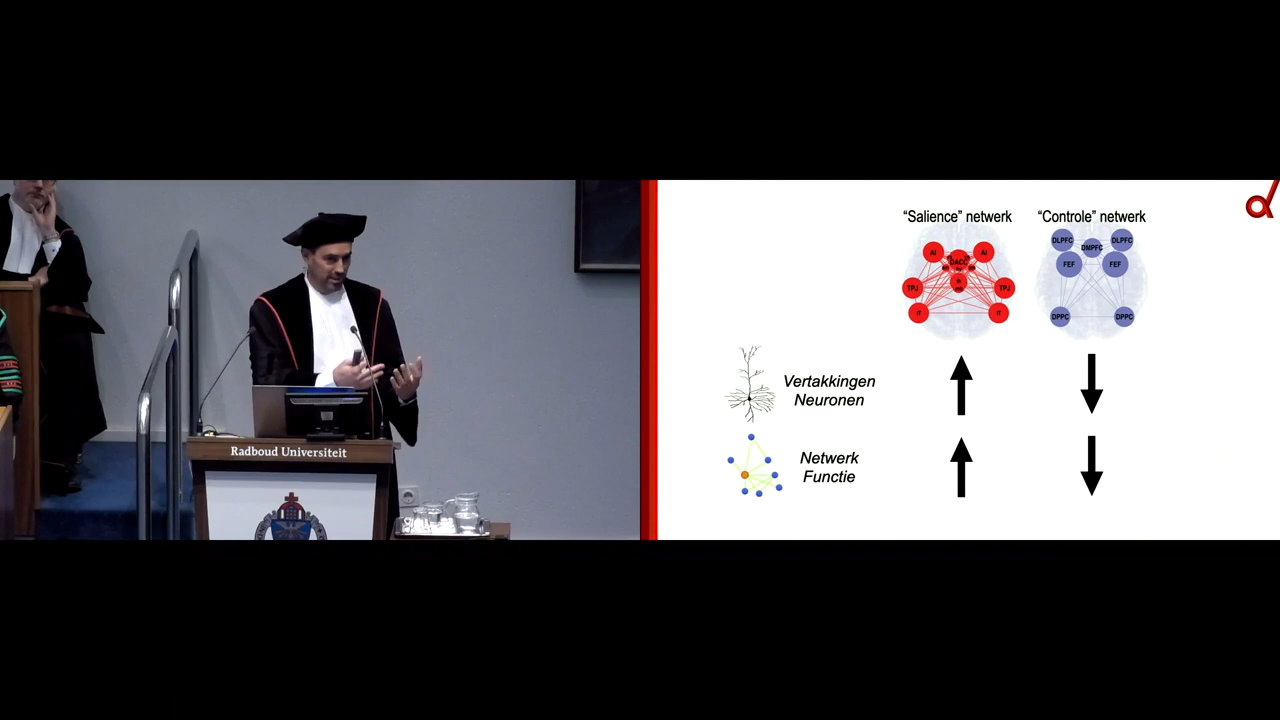 Radboud Universiteit
"Salience" netwerk
"Controle" netwerk
AI
AI
DACC
TPJ
TPJ
IT
IT
DLPFC
DLPFC
DMPFC
FEF
FEF
DPPC
DPPC
Vertakkingen
Neuronen
Netwerk
Functie